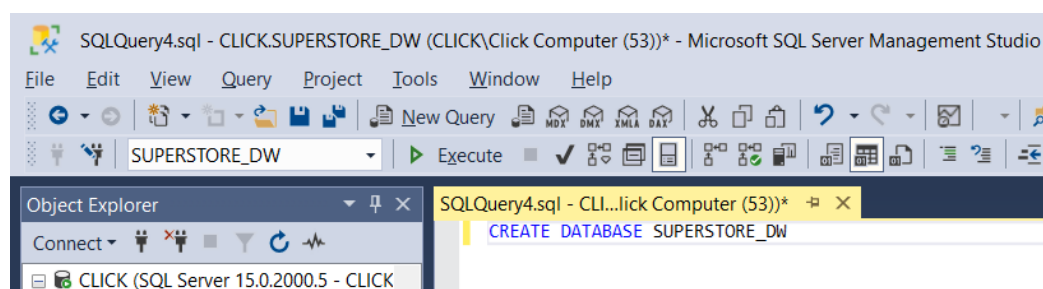 SQLQuery4.sql - CLICK.SUPERSTORE_DW (CLICK\Click Computer (53))* - Microsoft SQL Server Management Studio
File Edit View Query Project Tools Window Help
New Query MDX DMX XMLA DAX
SUPERSTORE_DW Execute
Object Explorer SQLQuery4.sql - CLI...lick Computer (53))*
Connect CREATE DATABASE SUPERSTORE_DW
CLICK (SQL Server 15.0.2000.5 - CLICK